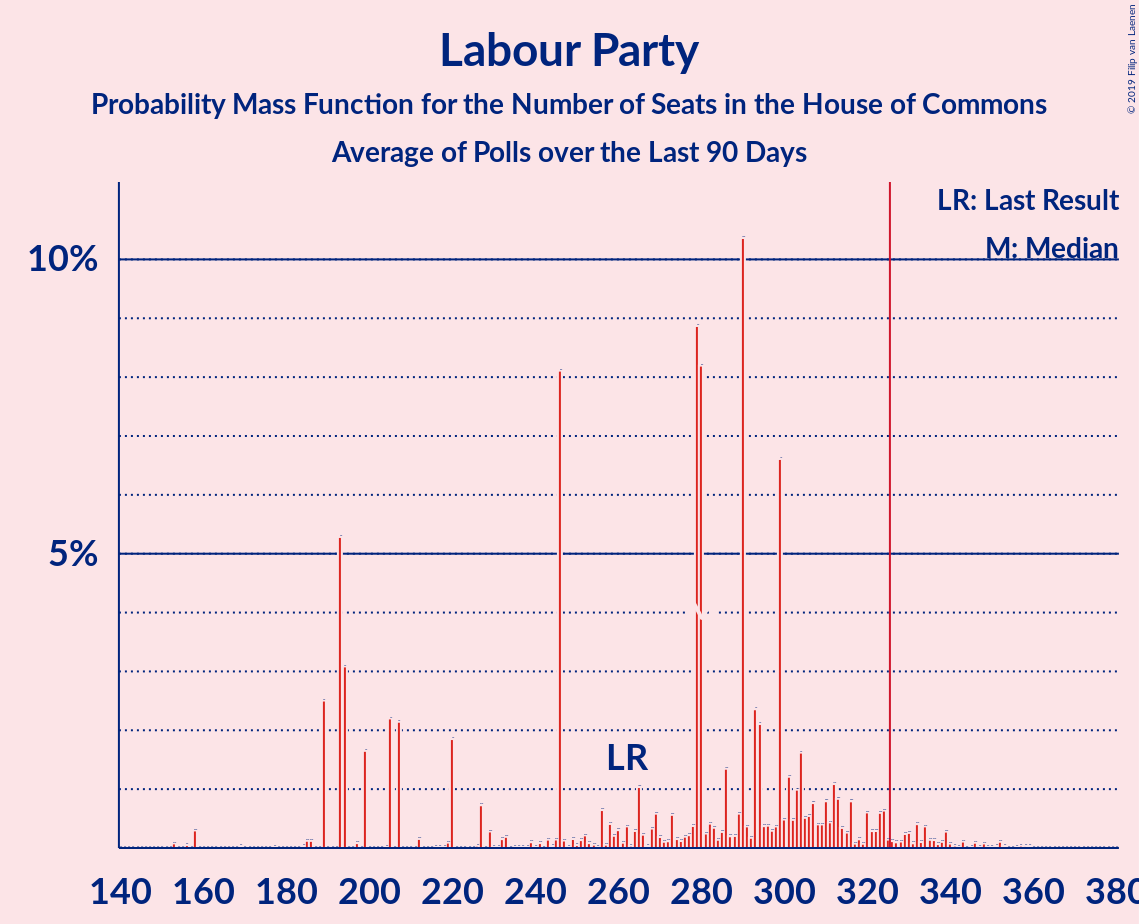 Labour Party
Probability Mass Function for the Number of Seats in the House of Commons
Average of Polls over the Last 90 Days
© 2019 Filip van Laenen
LR: Last Result
M: Median
10%
5%
LR
140 160 180 200 220 240 260 280 300 320 340 360 380